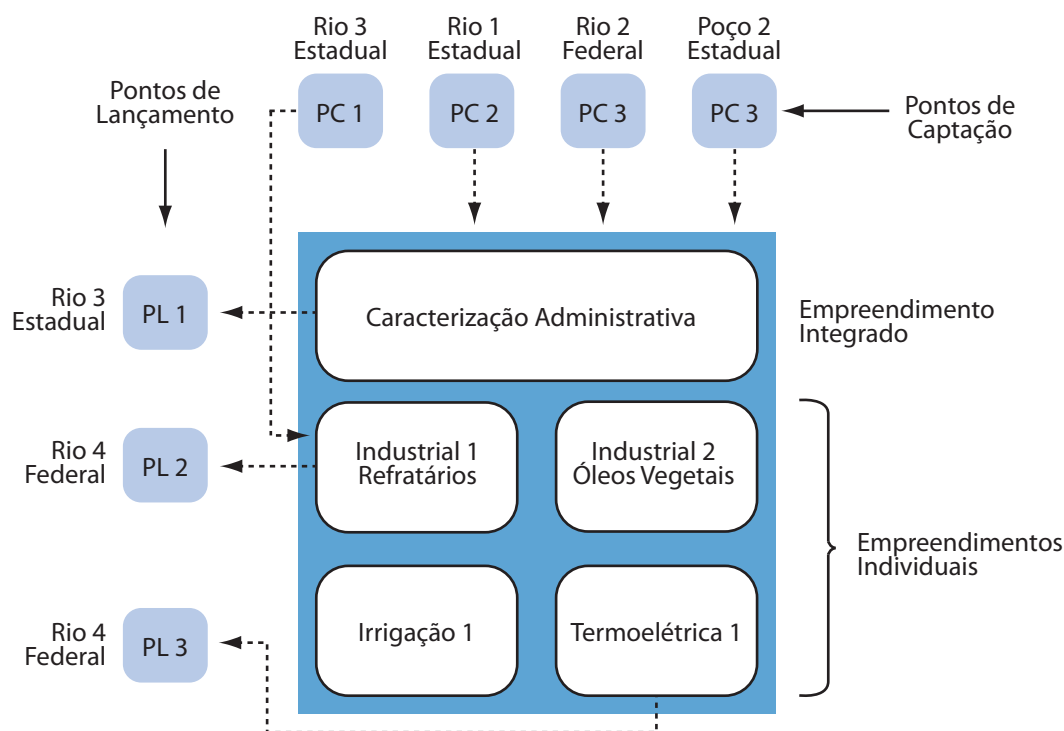 Rio 3
Estadual
Rio 1
Estadual
Rio 2
Federal
Poço 2
Estadual
Pontos de
Lançamento
PC 1
PC 2
PC 3
PC 3
Pontos de
Captação
Rio 3
Estadual
PL 1
Caracterização Administrativa
Empreendimento
Integrado
Rio 4
Federal
PL 2
Industrial 1
Refratários
Industrial 2
Óleos Vegetais
Empreendimentos
Individuais
Rio 4
Federal
PL 3
Irrigação 1
Termoelétrica 1